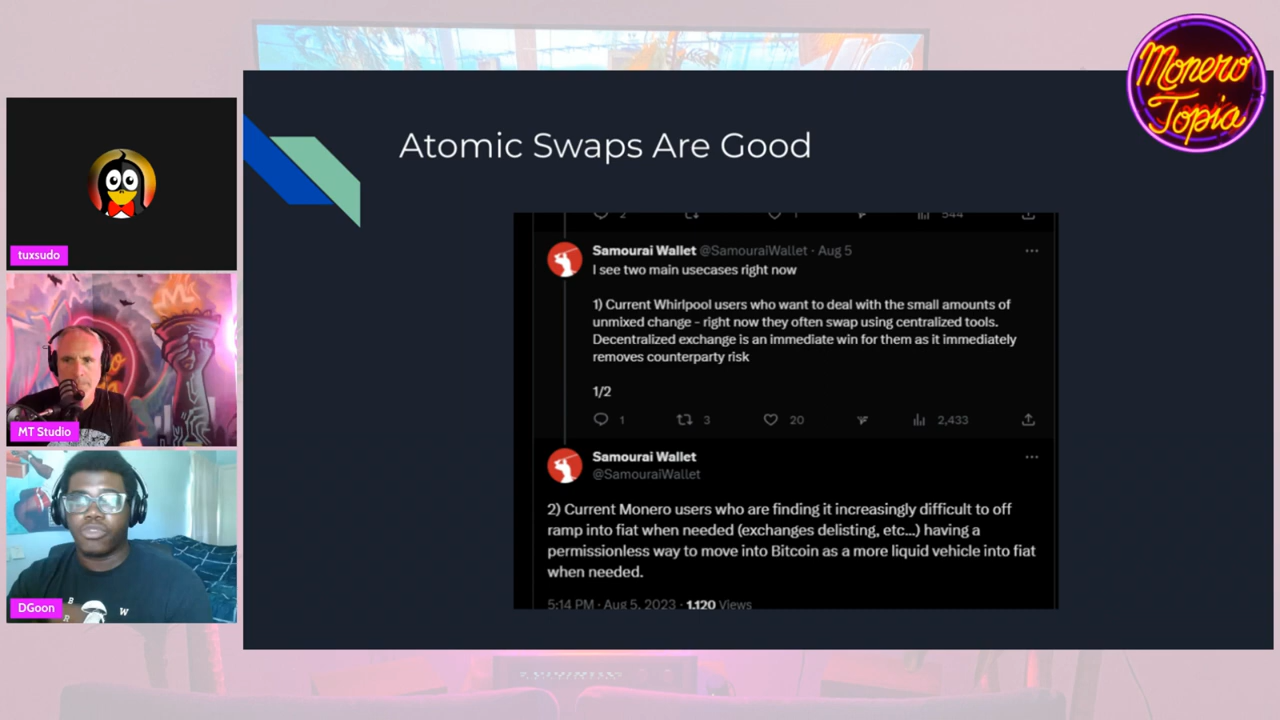 Monero
Topia
Atomic Swaps Are Good
tuxsudo
MT Studio
DGoon
B
W
R
2
1
544
Samourai Wallet @SamouraiWallet · Aug 5
I see two main usecases right now
1) Current Whirlpool users who want to deal with the small amounts of
unmixed change - right now they often swap using centralized tools.
Decentralized exchange is an immediate win for them as it immediately
removes counterparty risk
1/2
1 3 20 2,433
Samourai Wallet
@SamouraiWallet
2) Current Monero users who are finding it increasingly difficult to off
ramp into fiat when needed (exchanges delisting, etc...) having a
permissionless way to move into Bitcoin as a more liquid vehicle into fiat
when needed.
5:14 PM · Aug 5, 2023 · 1,120 Views